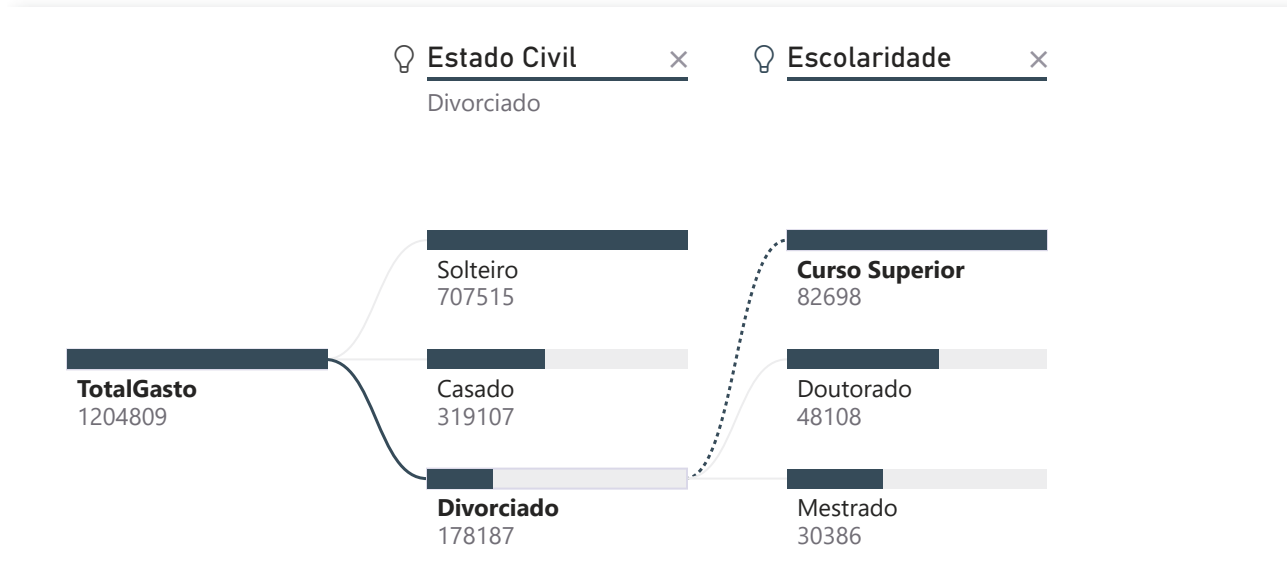 Estado Civil
Divorciado
Escolaridade
TotalGasto
1204809
Solteiro
707515
Casado
319107
Divorciado
178187
Curso Superior
82698
Doutorado
48108
Mestrado
30386